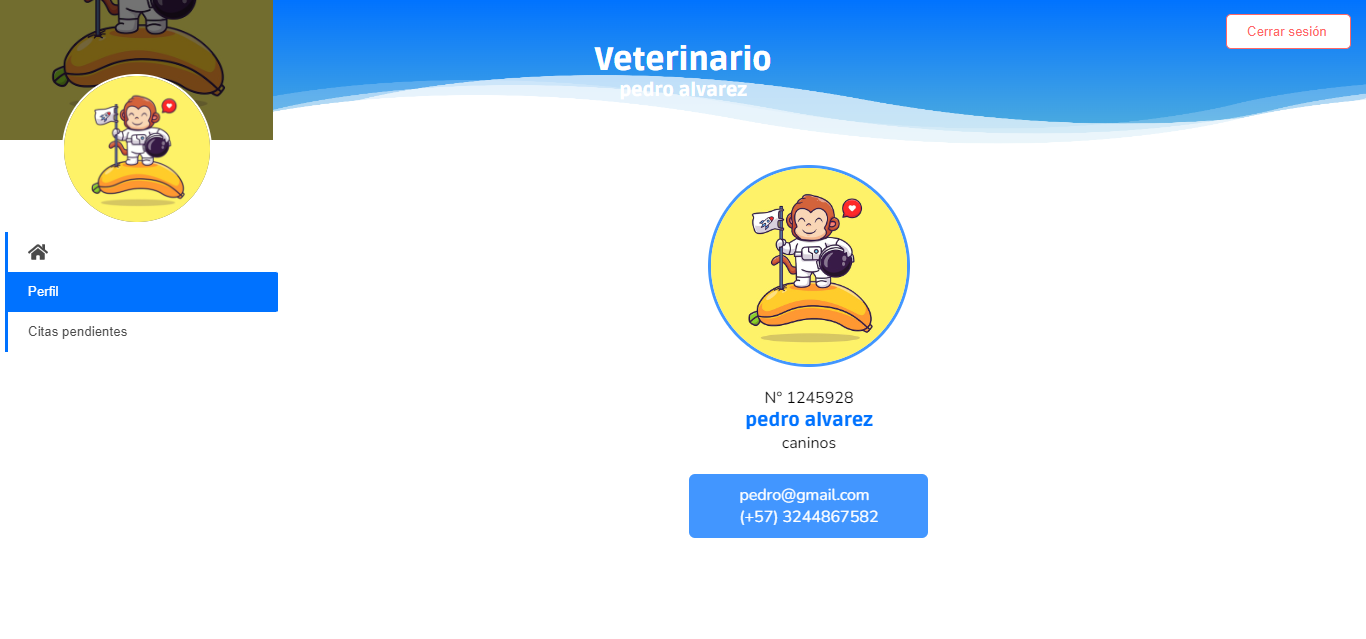 Cerrar sesión
Veterinario
pedro alvarez
Perfil
Citas pendientes
N° 1245928
pedro alvarez
caninos
pedro@gmail.com
(+57) 3244867582